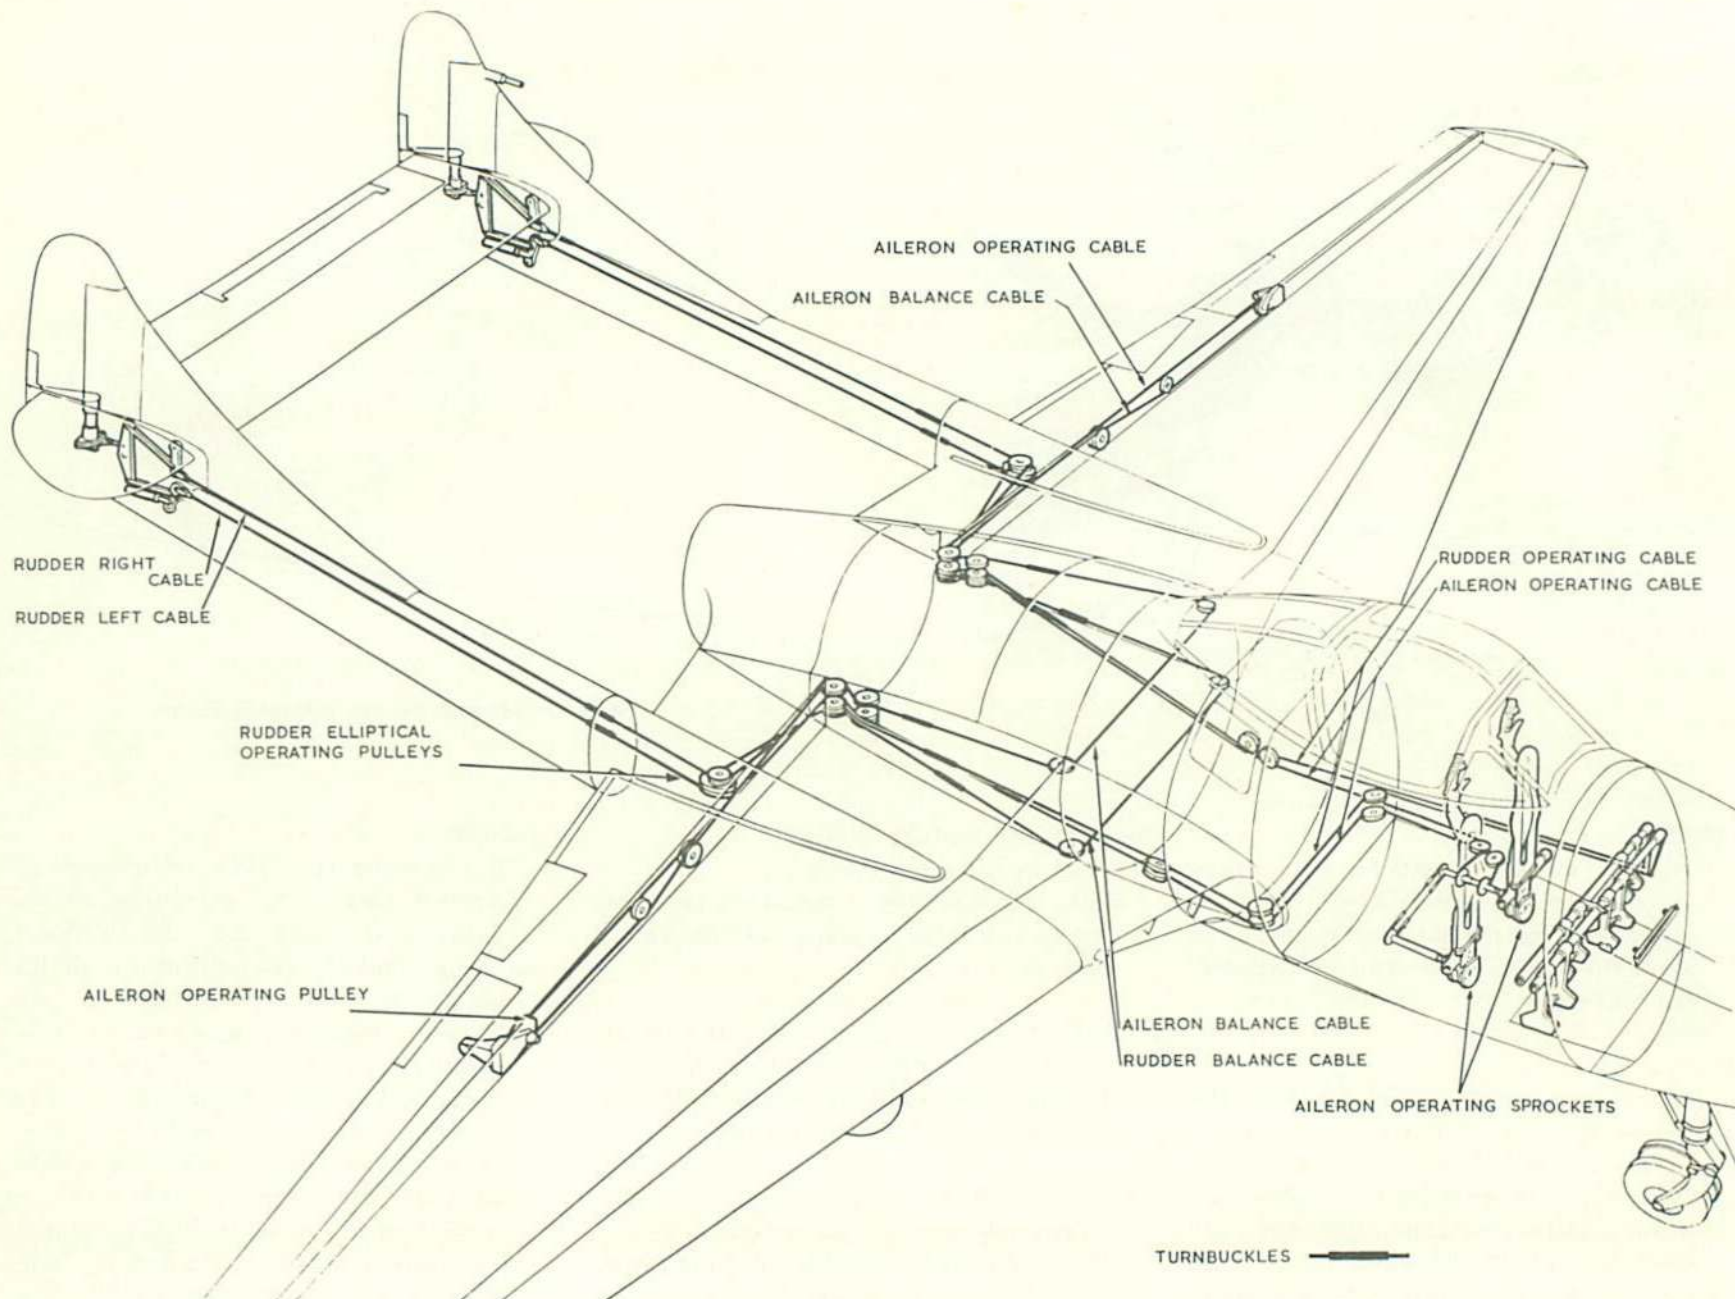 AILERON OPERATING CABLE
AILERON BALANCE CABLE
RUDDER RIGHT
CABLE
RUDDER LEFT CABLE
RUDDER OPERATING CABLE
AILERON OPERATING CABLE
RUDDER ELLIPTICAL
OPERATING PULLEYS
AILERON OPERATING PULLEY
AILERON BALANCE CABLE
RUDDER BALANCE CABLE
AILERON OPERATING SPROCKETS
TURNBUCKLES